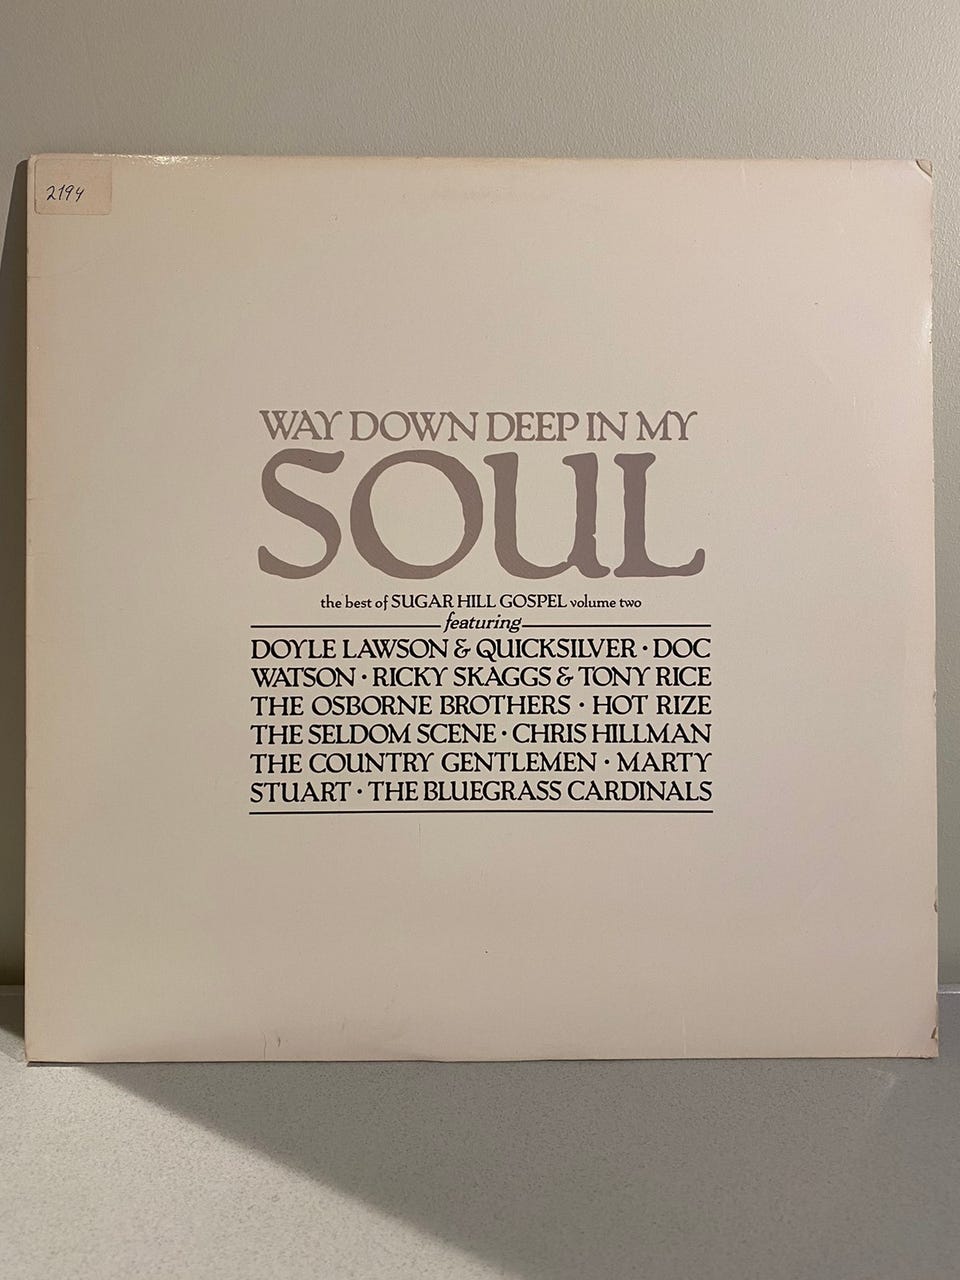 2194
WAY DOWN DEEP IN MY
SOUL
the best of SUGAR HILL GOSPEL volume two
featuring
DOYLE LAWSON & QUICKSILVER · DOC
WATSON · RICKY SKAGGS & TONY RICE
THE OSBORNE BROTHERS · HOT RIZE
THE SELDOM SCENE · CHRIS HILLMAN
THE COUNTRY GENTLEMEN · MARTY
STUART · THE BLUEGRASS CARDINALS